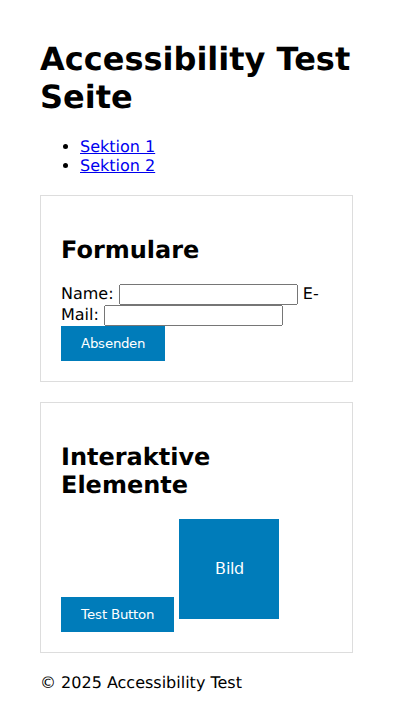 Accessibility Test
Seite
Sektion 1
Sektion 2
Formulare
Name: E-
Mail:
Absenden
Interaktive
Elemente
Bild
Test Button
© 2025 Accessibility Test